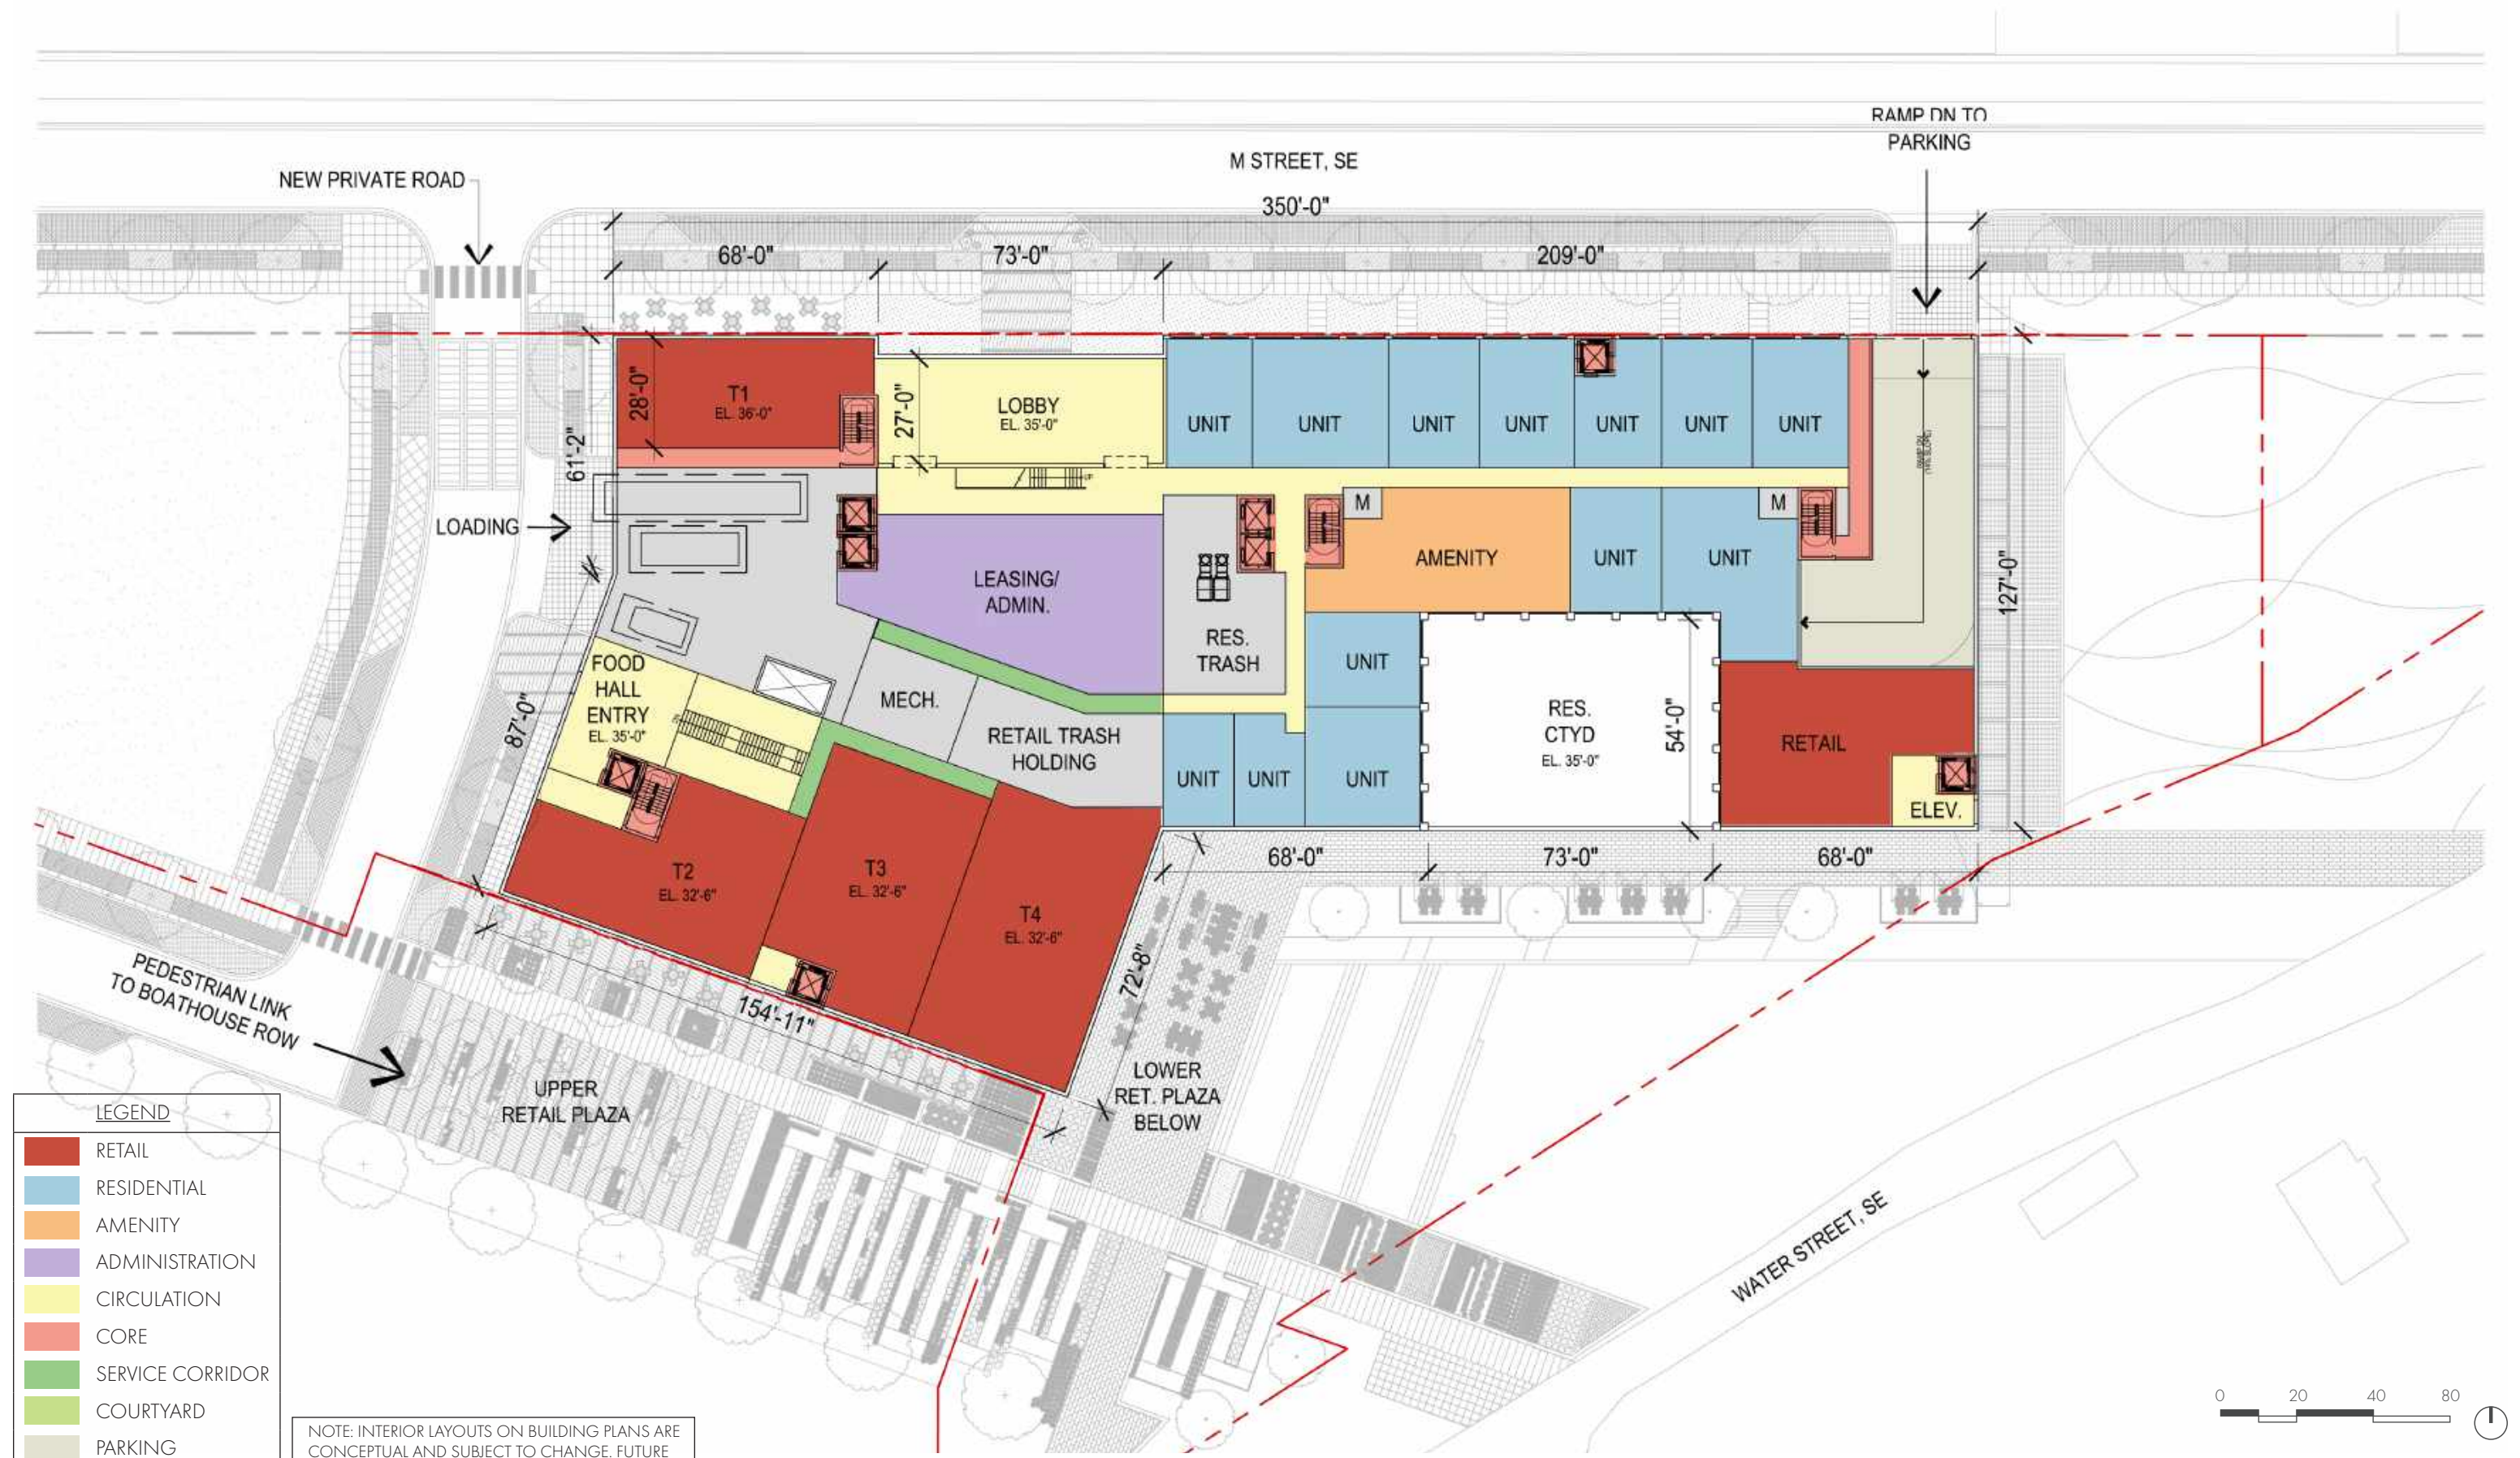 RAMP DN TO
PARKING
M STREET, SE
NEW PRIVATE ROAD
350'-0"
68'-0"
73'-0"
209'-0"
28'-0"
T1
EL. 36'-0"
27'-0"
LOBBY
EL. 35'-0"
UNIT
UNIT
UNIT
UNIT
UNIT
UNIT
UNIT
61'-2"
LOADING
M
M
LEASING/
ADMIN.
AMENITY
UNIT
UNIT
127'-0"
RES.
TRASH
FOOD
HALL
ENTRY
EL. 35'-0"
87'-0"
MECH.
RETAIL TRASH
HOLDING
UNIT
UNIT
UNIT
UNIT
RES.
CTYD
EL. 35'-0"
54'-0"
RETAIL
ELEV.
T2
EL. 32'-6"
T3
EL. 32'-6"
T4
EL. 32'-6"
68'-0"
73'-0"
68'-0"
72'-8"
154'-11"
PEDESTRIAN LINK
TO BOATHOUSE ROW
UPPER
RETAIL PLAZA
LOWER
RET. PLAZA
BELOW
WATER STREET, SE
LEGEND
RETAIL
RESIDENTIAL
AMENITY
ADMINISTRATION
CIRCULATION
CORE
SERVICE CORRIDOR
COURTYARD
PARKING
NOTE: INTERIOR LAYOUTS ON BUILDING PLANS ARE
CONCEPTUAL AND SUBJECT TO CHANGE. FUTURE
0 20 40 80